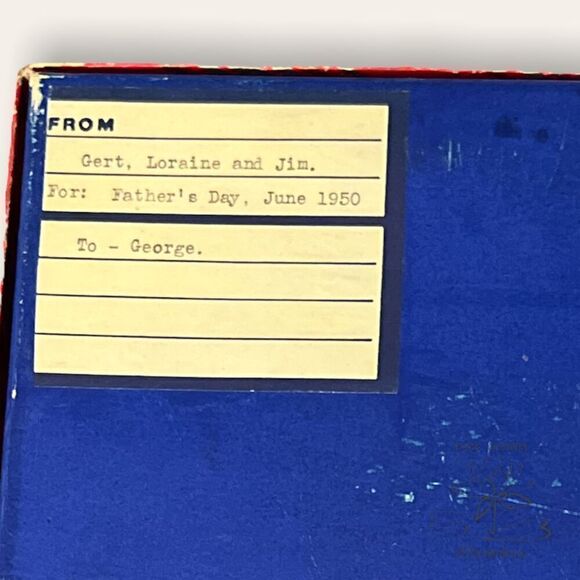 FROM
Gert, Loraine and Jim.
For: Father's Day, June 1950
To - George.